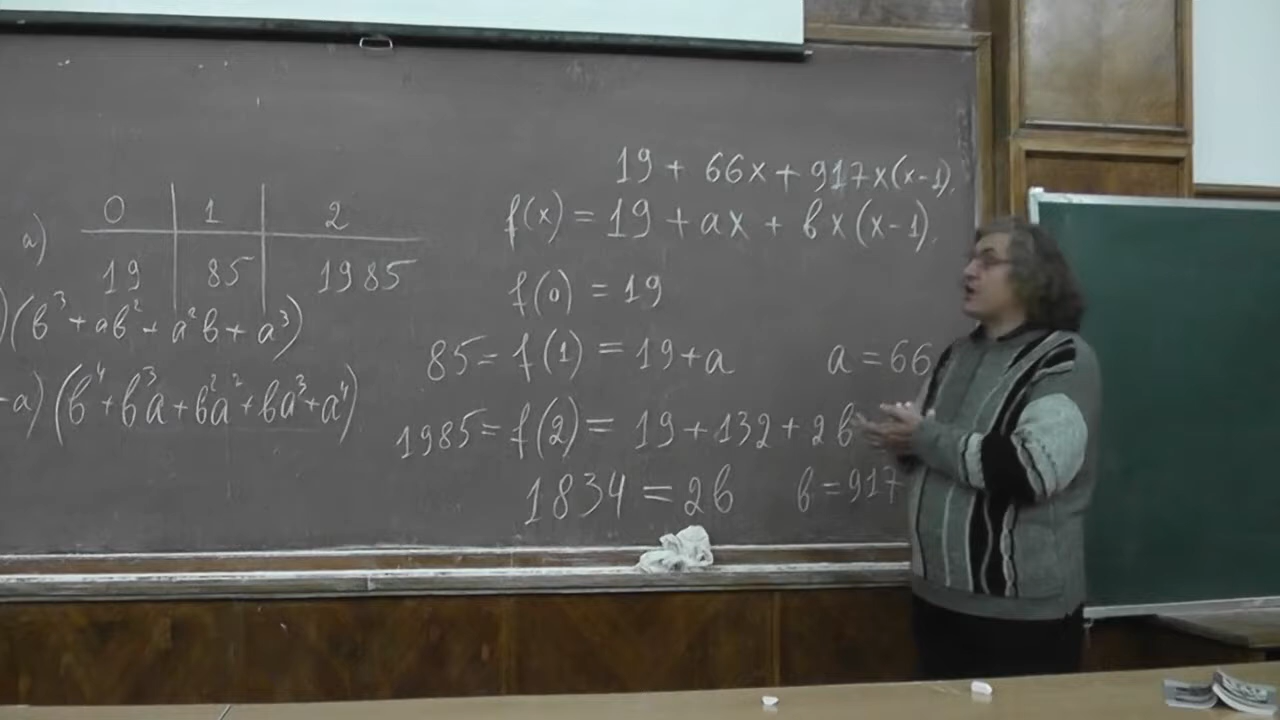 a) 0 1 2
19 85 1985
)(b³ + ab² + a²b + a³)
-a)(b⁴ + b³a + b²a² + ba³ + a⁴)
19 + 66x + 917x(x-1).
f(x) = 19 + ax + bx(x-1).
f(0) = 19
85 = f(1) = 19 + a a = 66
1985 = f(2) = 19 + 132 + 2b
1834 = 2b b = 917